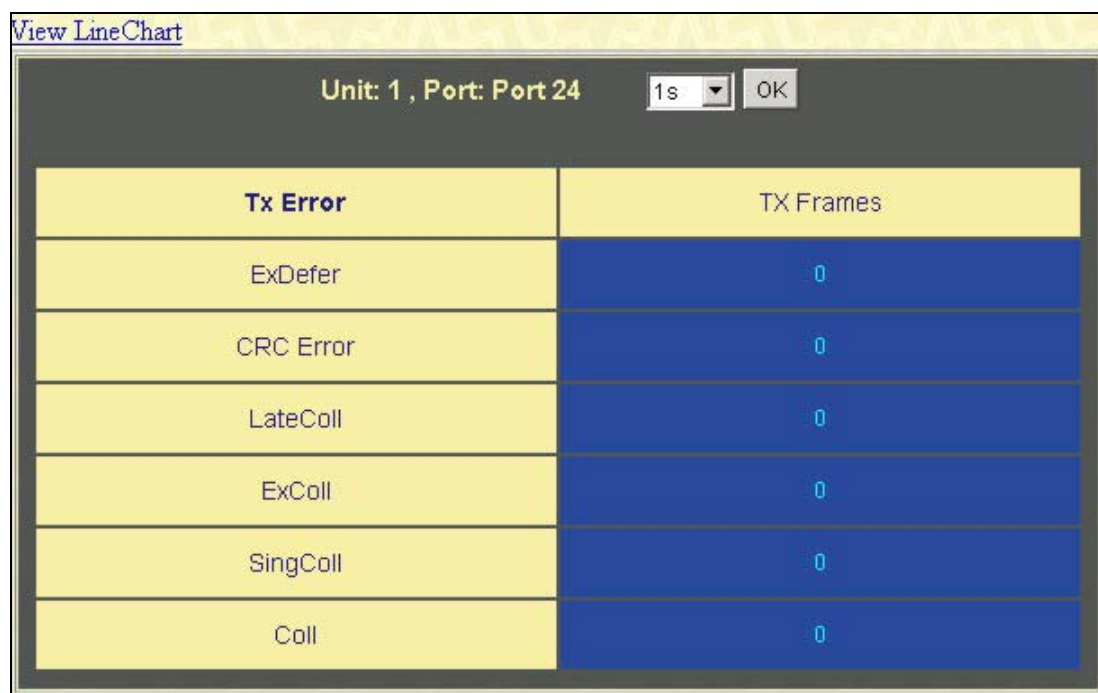 View LineChart
Unit: 1 , Port: Port 24 1s OK
Tx Error TX Frames
ExDefer 0
CRC Error 0
LateColl 0
ExColl 0
SingColl 0
Coll 0